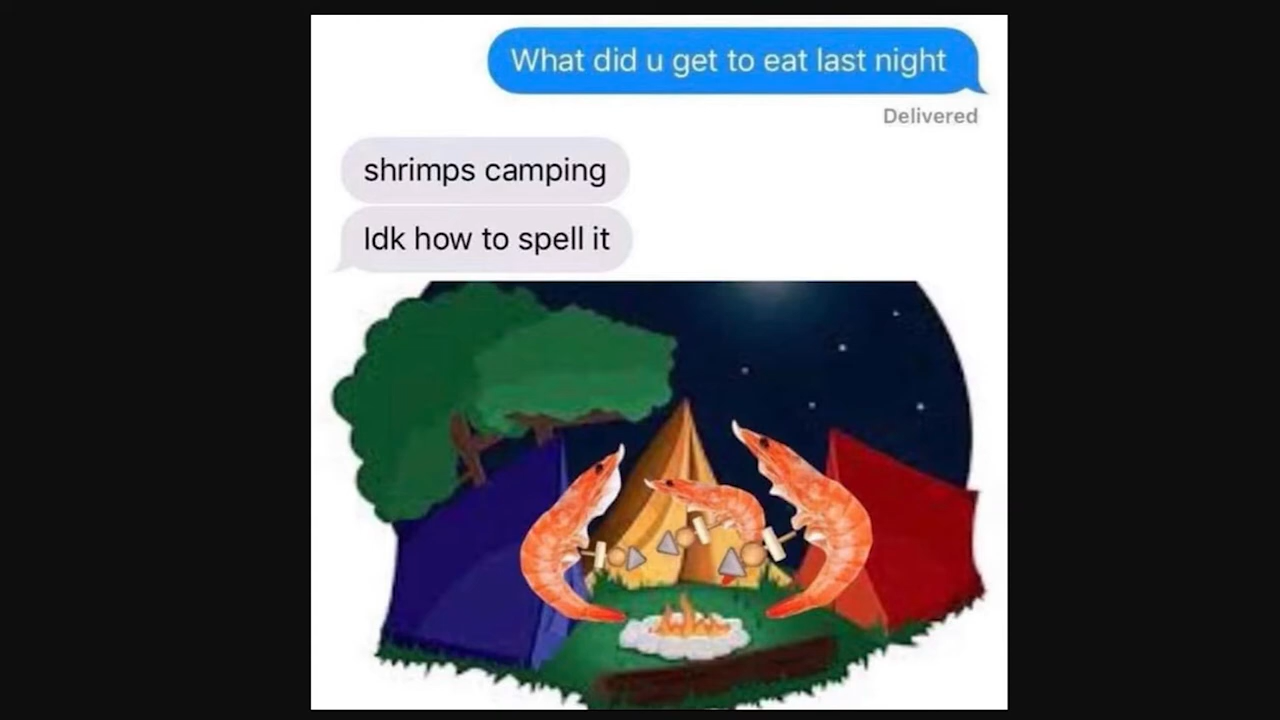 What did u get to eat last night
Delivered
shrimps camping
Idk how to spell it